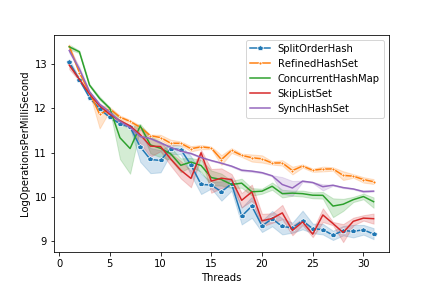 SplitOrderHash
RefinedHashSet
ConcurrentHashMap
SkipListSet
SynchHashSet
LogOperationsPerMilliSecond
13
12
11
10
9
0 5 10 15 20 25 30
Threads